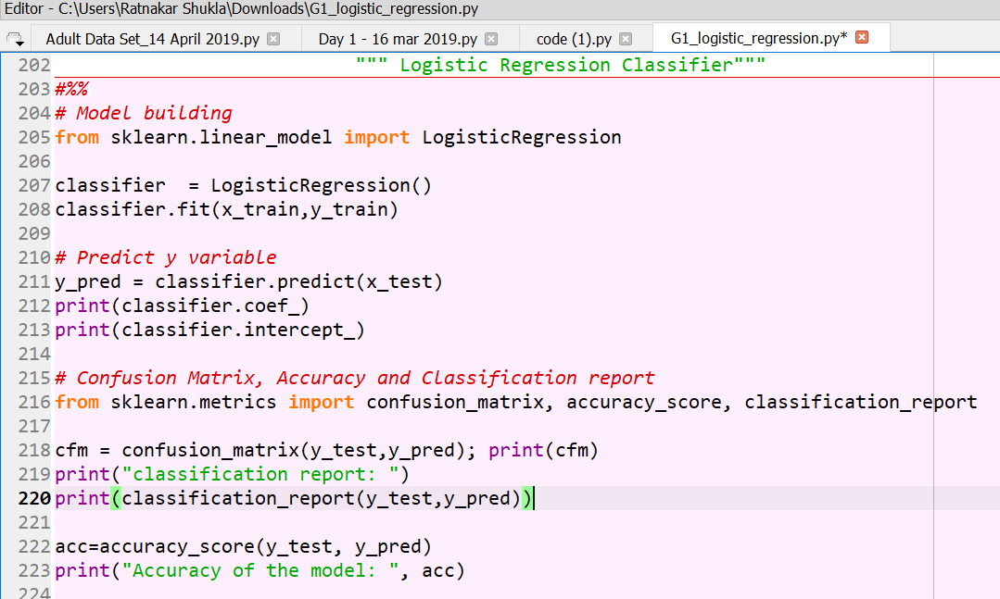 Editor - C:\Users\Ratnakar Shukla\Downloads\G1_logistic_regression.py
Adult Data Set_14 April 2019.py Day 1 - 16 mar 2019.py code (1).py G1_logistic_regression.py*
202 """ Logistic Regression Classifier"""
203 #%%
204 # Model building
205 from sklearn.linear_model import LogisticRegression
206
207 classifier  = LogisticRegression()
208 classifier.fit(x_train,y_train)
209
210 # Predict y variable
211 y_pred = classifier.predict(x_test)
212 print(classifier.coef_)
213 print(classifier.intercept_)
214
215 # Confusion Matrix, Accuracy and Classification report
216 from sklearn.metrics import confusion_matrix, accuracy_score, classification_report
217
218 cfm = confusion_matrix(y_test,y_pred); print(cfm)
219 print("classification report: ")
220 print(classification_report(y_test,y_pred))
221
222 acc=accuracy_score(y_test, y_pred)
223 print("Accuracy of the model: ", acc)
224